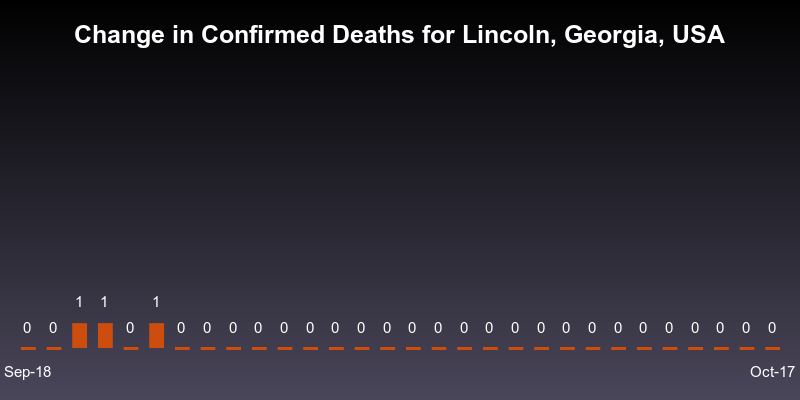 Change in Confirmed Deaths for Lincoln, Georgia, USA
1 1 1
0 0 0 0 0 0 0 0 0 0 0 0 0 0 0 0 0 0 0 0 0 0 0 0 0 0 0
Sep-18 Oct-17